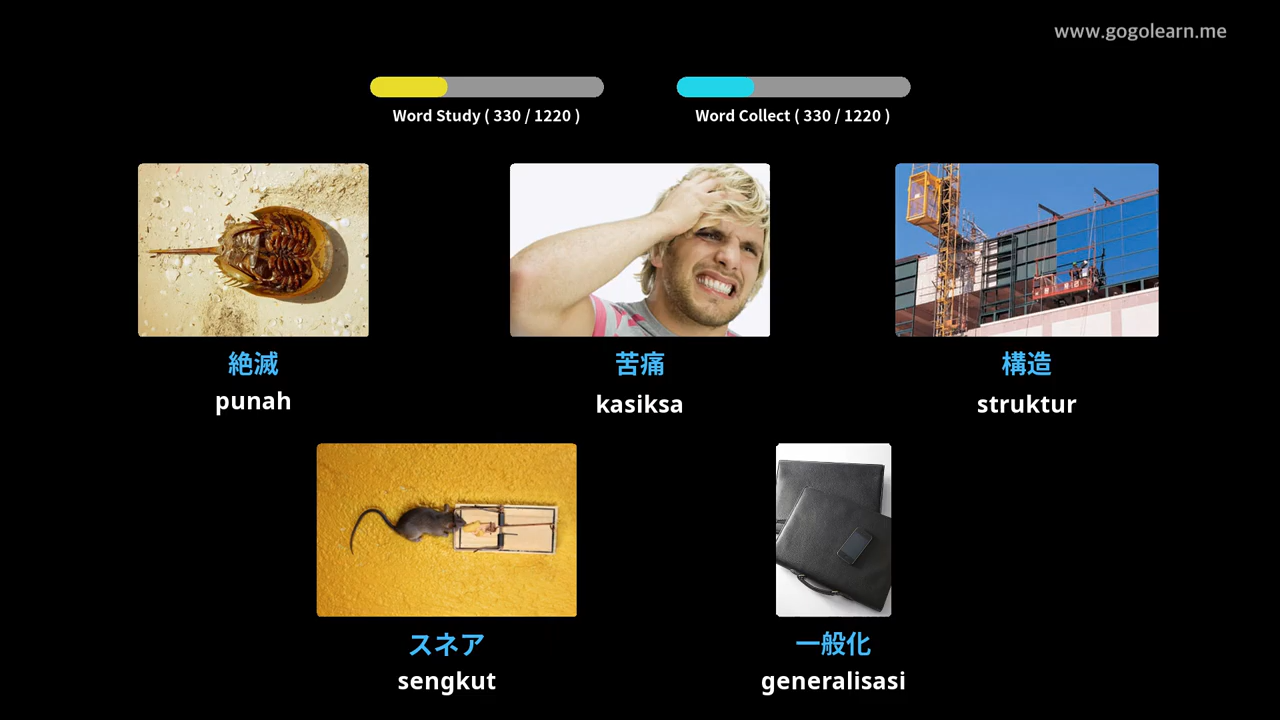 www.gogolearn.me
Word Study ( 330 / 1220 )
Word Collect ( 330 / 1220 )
絶滅
punah
苦痛
kasiksa
構造
struktur
スネア
sengkut
一般化
generalisasi